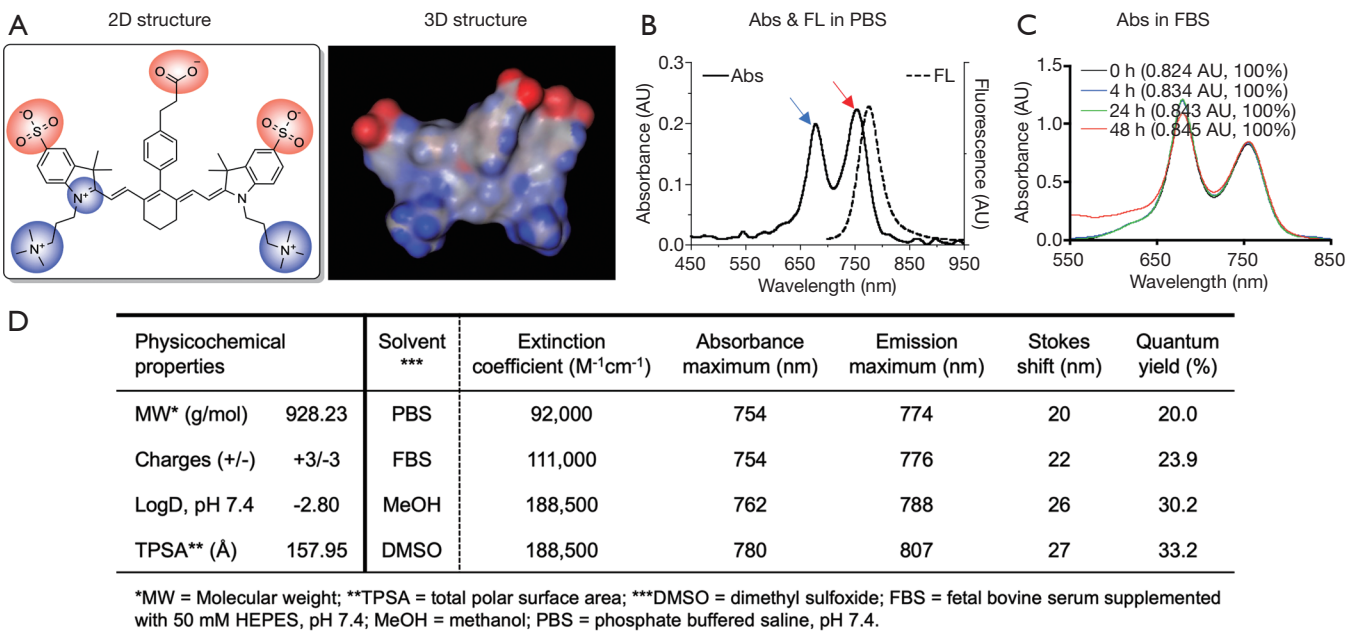 A
2D structure
3D structure
O
O-
-O
S
O
O
O-
S
O
O
N+
N
N+
N+
B
Abs & FL in PBS
Abs
FL
0.3
0.2
0.1
0.0
Absorbance (AU)
Fluorescence (AU)
450 550 650 750 850 950
Wavelength (nm)
C
Abs in FBS
0 h (0.824 AU, 100%)
4 h (0.834 AU, 100%)
24 h (0.843 AU, 100%)
48 h (0.845 AU, 100%)
1.5
1.0
0.5
0.0
Absorbance (AU)
550 650 750 850
Wavelength (nm)
D
Physicochemical properties Solvent *** Extinction coefficient (M-1cm-1) Absorbance maximum (nm) Emission maximum (nm) Stokes shift (nm) Quantum yield (%)
MW* (g/mol) 928.23 PBS 92,000 754 774 20 20.0
Charges (+/-) +3/-3 FBS 111,000 754 776 22 23.9
LogD, pH 7.4 -2.80 MeOH 188,500 762 788 26 30.2
TPSA** (Å) 157.95 DMSO 188,500 780 807 27 33.2
*MW = Molecular weight; **TPSA = total polar surface area; ***DMSO = dimethyl sulfoxide; FBS = fetal bovine serum supplemented
with 50 mM HEPES, pH 7.4; MeOH = methanol; PBS = phosphate buffered saline, pH 7.4.